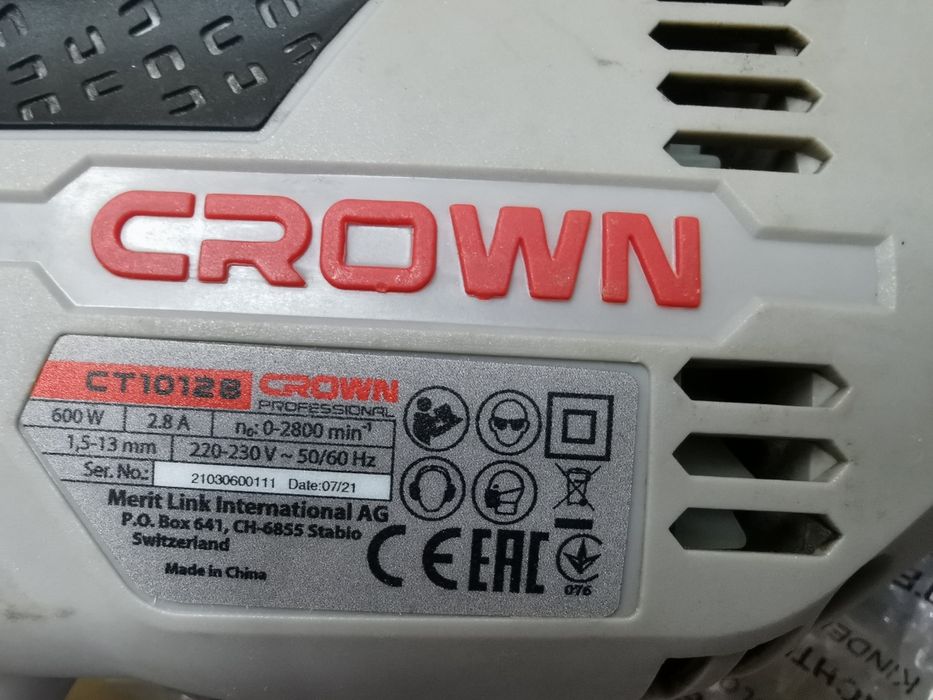 CROWN
CT10128 CROWN
PROFESSIONAL
600 W 2.8 A n₀: 0-2800 min⁻¹
1,5-13 mm 220-230 V ~ 50/60 Hz
Ser. No.: 21030600111 Date:07/21
Merit Link International AG
P.O. Box 641, CH-6855 Stabio
Switzerland
Made in China
CE EAC
076
KINDE